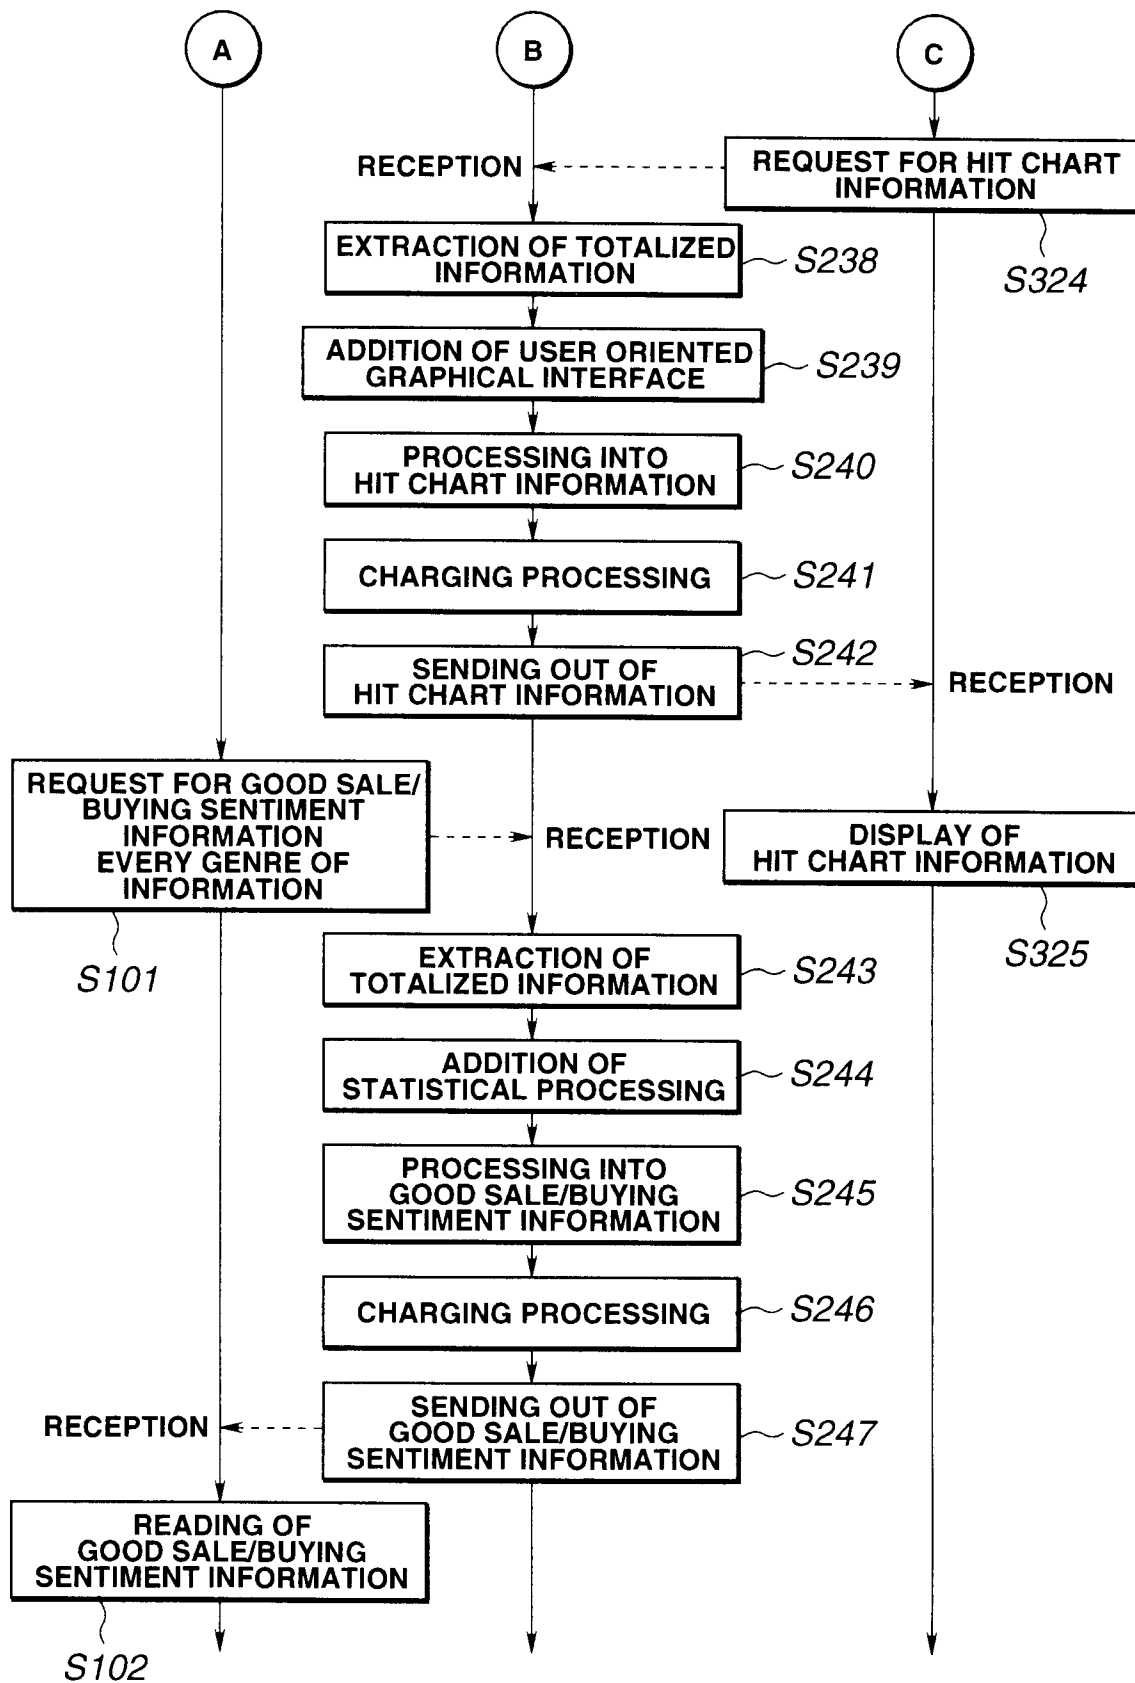 A
B
C
REQUEST FOR HIT CHART
INFORMATION
RECEPTION
S324
EXTRACTION OF TOTALIZED
INFORMATION
S238
ADDITION OF USER ORIENTED
GRAPHICAL INTERFACE
S239
PROCESSING INTO
HIT CHART INFORMATION
S240
CHARGING PROCESSING
S241
SENDING OUT OF
HIT CHART INFORMATION
S242
RECEPTION
REQUEST FOR GOOD SALE/
BUYING SENTIMENT
INFORMATION
EVERY GENRE OF
INFORMATION
S101
RECEPTION
DISPLAY OF
HIT CHART INFORMATION
S325
EXTRACTION OF
TOTALIZED INFORMATION
S243
ADDITION OF
STATISTICAL PROCESSING
S244
PROCESSING INTO
GOOD SALE/BUYING
SENTIMENT INFORMATION
S245
CHARGING PROCESSING
S246
SENDING OUT OF
GOOD SALE/BUYING
SENTIMENT INFORMATION
S247
RECEPTION
READING OF
GOOD SALE/BUYING
SENTIMENT INFORMATION
S102